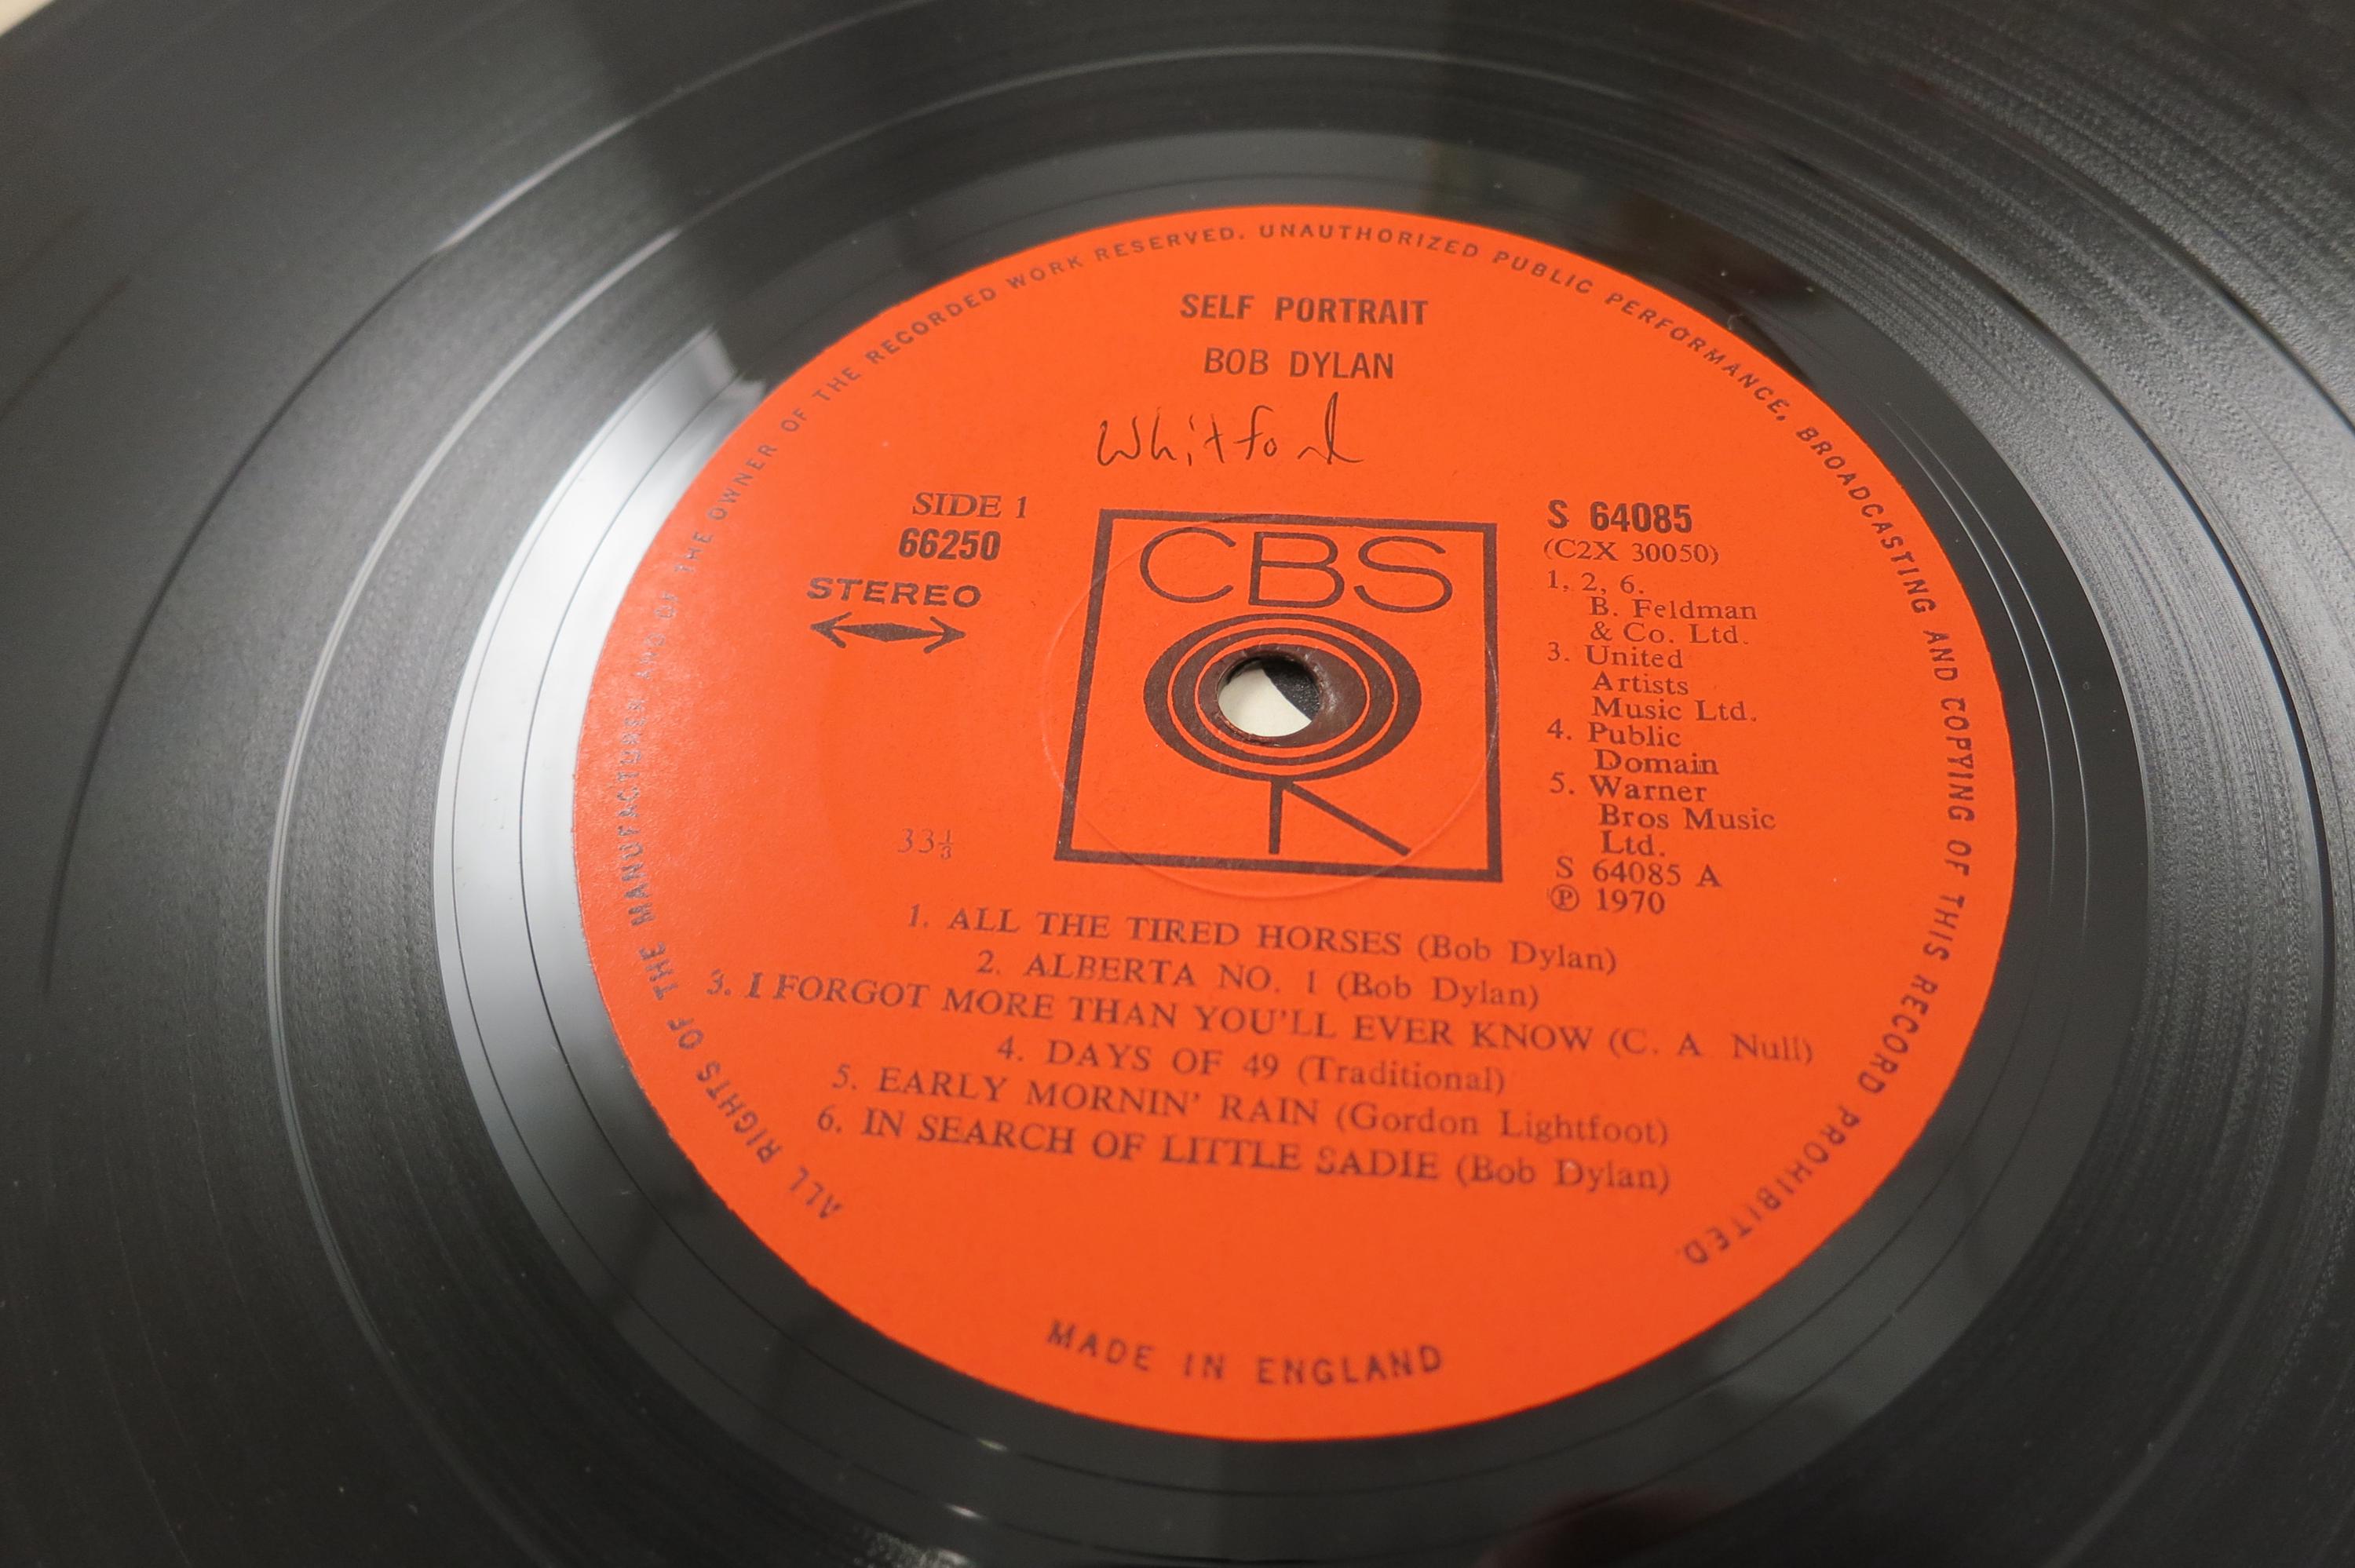 ALL RIGHTS OF THE MANUFACTURER AND OF THE OWNER OF THE RECORDED WORK RESERVED. UNAUTHORIZED PUBLIC PERFORMANCE, BROADCASTING AND COPYING OF THIS RECORD PROHIBITED.
SELF PORTRAIT
BOB DYLAN
Whitford
SIDE 1
66250
STEREO
33⅓
CBS
S 64085
(C2X 30050)
1, 2, 6.
B. Feldman
& Co. Ltd.
3. United
Artists
Music Ltd.
4. Public
Domain
5. Warner
Bros Music
Ltd.
S 64085 A
℗ 1970
1. ALL THE TIRED HORSES (Bob Dylan)
2. ALBERTA NO. 1 (Bob Dylan)
3. I FORGOT MORE THAN YOU'LL EVER KNOW (C. A Null)
4. DAYS OF 49 (Traditional)
5. EARLY MORNIN' RAIN (Gordon Lightfoot)
6. IN SEARCH OF LITTLE SADIE (Bob Dylan)
MADE IN ENGLAND